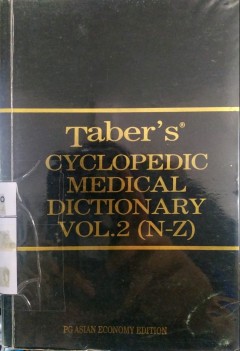 Taber's®
CYCLOPEDIC
MEDICAL
DICTIONARY
VOL.2 (N-Z)
PG ASIAN ECONOMY EDITION